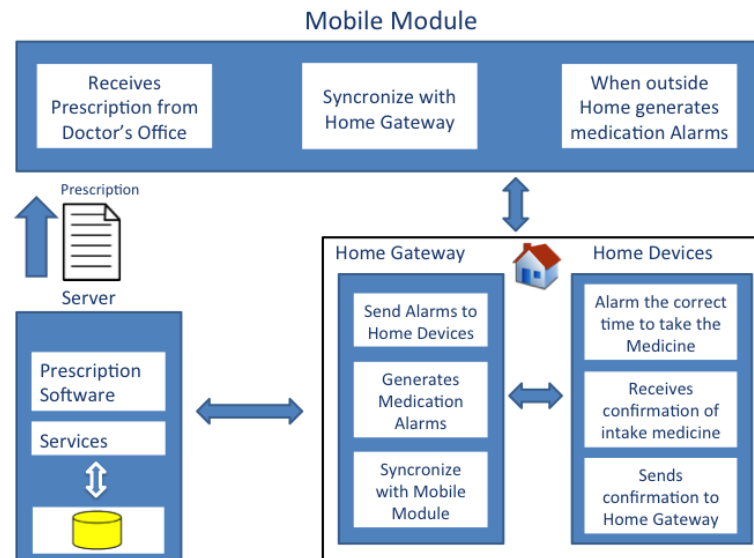 Mobile Module
Receives
Prescription from
Doctor's Office
Syncronize with
Home Gateway
When outside
Home generates
medication Alarms
Prescription
Server
Prescription
Software
Services
Home Gateway
Send Alarms to
Home Devices
Generates
Medication
Alarms
Syncronize
with Mobile
Module
Home Devices
Alarm the correct
time to take the
Medicine
Receives
confirmation of
intake medicine
Sends
confirmation to
Home Gateway